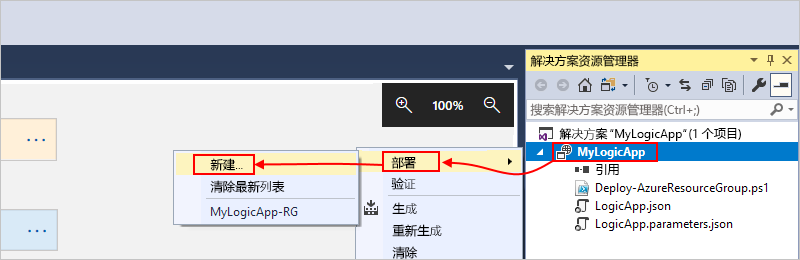 解决方案资源管理器
搜索解决方案资源管理器(Ctrl+;)
解决方案"MyLogicApp"(1 个项目)
MyLogicApp
引用
Deploy-AzureResourceGroup.ps1
LogicApp.json
LogicApp.parameters.json
100%
部署
验证
生成
重新生成
清除
新建...
清除最新列表
MyLogicApp-RG